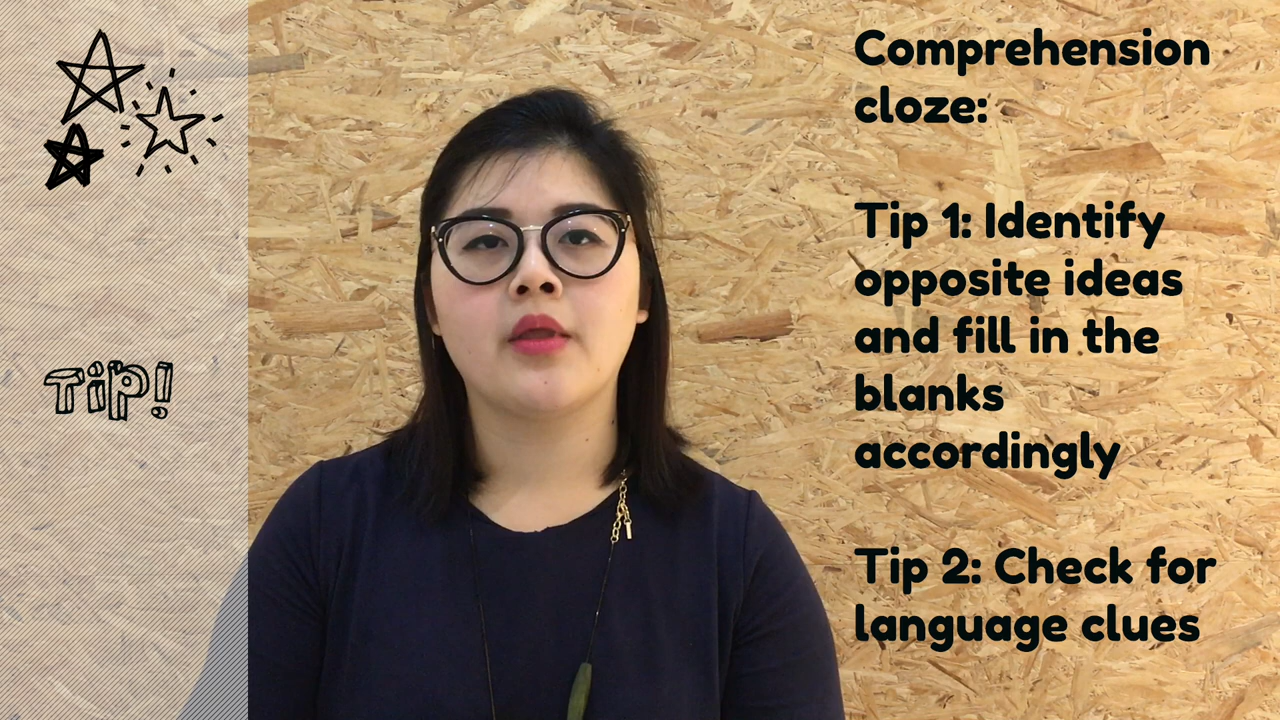 TiP!
Comprehension
cloze:
Tip 1: Identify
opposite ideas
and fill in the
blanks
accordingly
Tip 2: Check for
language clues